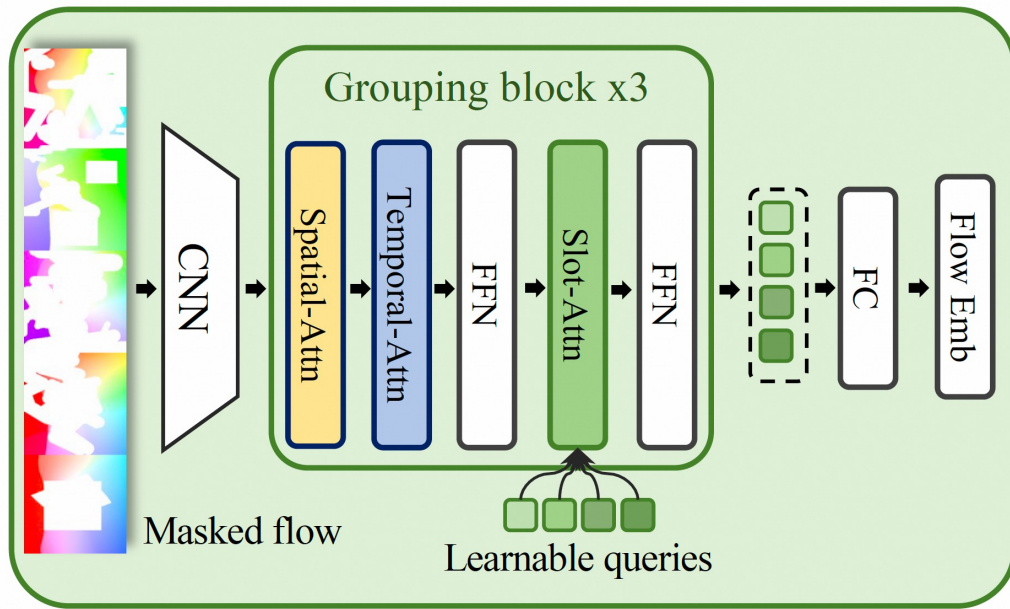 Grouping block x3
CNN
Spatial-Attn
Temporal-Attn
FFN
Slot-Attn
FFN
FC
Flow Emb
Masked flow
Learnable queries